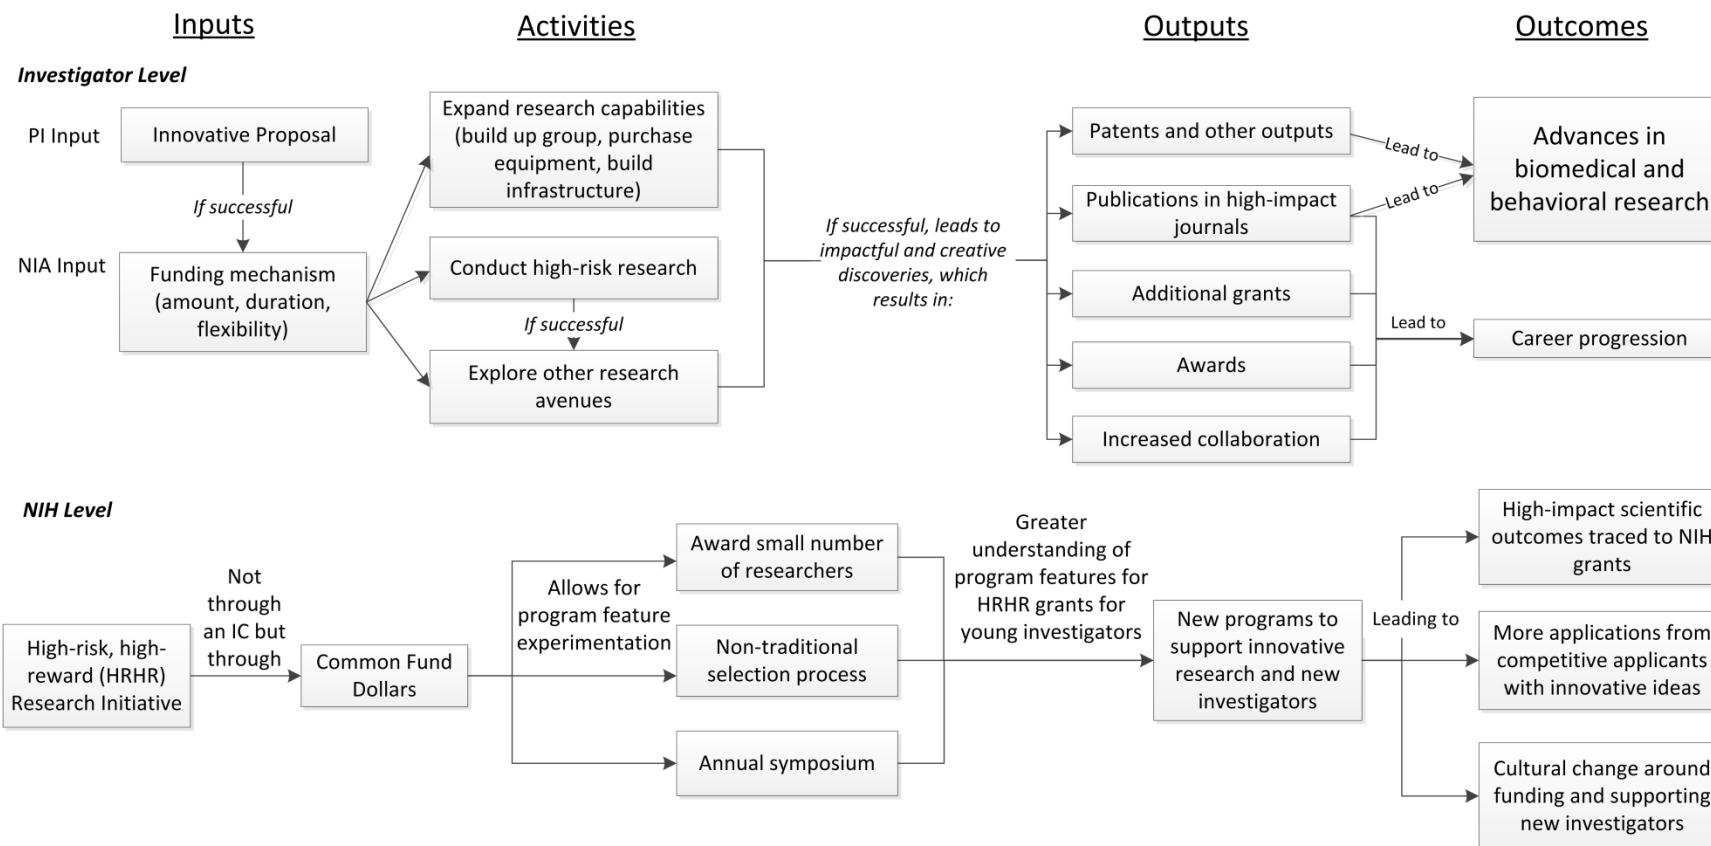 Inputs
Activities
Outputs
Outcomes
Investigator Level
PI Input
Innovative Proposal
If successful
NIA Input
Funding mechanism
(amount, duration,
flexibility)
Expand research capabilities
(build up group, purchase
equipment, build
infrastructure)
Conduct high-risk research
If successful
Explore other research
avenues
If successful, leads to
impactful and creative
discoveries, which
results in:
Patents and other outputs
Publications in high-impact
journals
Additional grants
Awards
Increased collaboration
Lead to
Lead to
Lead to
Advances in
biomedical and
behavioral research
Career progression
NIH Level
High-risk, high-
reward (HRHR)
Research Initiative
Not
through
an IC but
through
Common Fund
Dollars
Allows for
program feature
experimentation
Award small number
of researchers
Non-traditional
selection process
Annual symposium
Greater
understanding of
program features for
HRHR grants for
young investigators
New programs to
support innovative
research and new
investigators
Leading to
High-impact scientific
outcomes traced to NIH
grants
More applications from
competitive applicants
with innovative ideas
Cultural change around
funding and supporting
new investigators